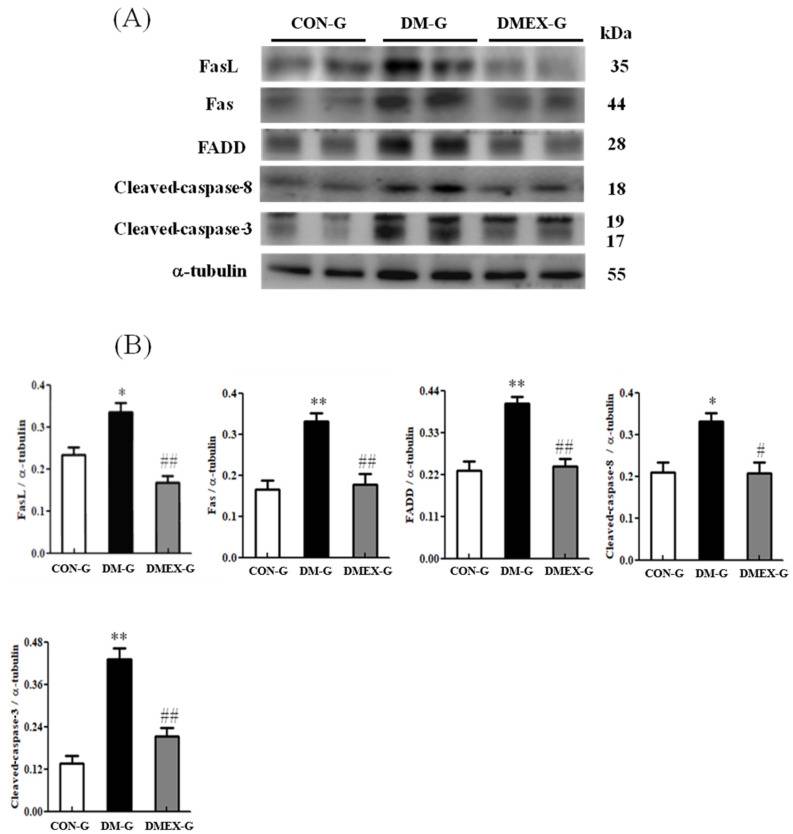 (A)
CON-G DM-G DMEX-G kDa
FasL 35
Fas 44
FADD 28
Cleaved-caspase-8 18
Cleaved-caspase-3 19
17
α-tubulin 55
(B)
FasL / α-tubulin
0.4
0.3
0.2
0.1
0.0
*
##
CON-G DM-G DMEX-G
Fas / α-tubulin
0.4
0.3
0.2
0.1
0.0
**
##
CON-G DM-G DMEX-G
FADD / α-tubulin
0.44
0.33
0.22
0.11
0.00
**
##
CON-G DM-G DMEX-G
Cleaved-caspase-8 / α-tubulin
0.4
0.3
0.2
0.1
0.0
*
#
CON-G DM-G DMEX-G
Cleaved-caspase-3 / α-tubulin
0.48
0.36
0.24
0.12
0.00
**
##
CON-G DM-G DMEX-G